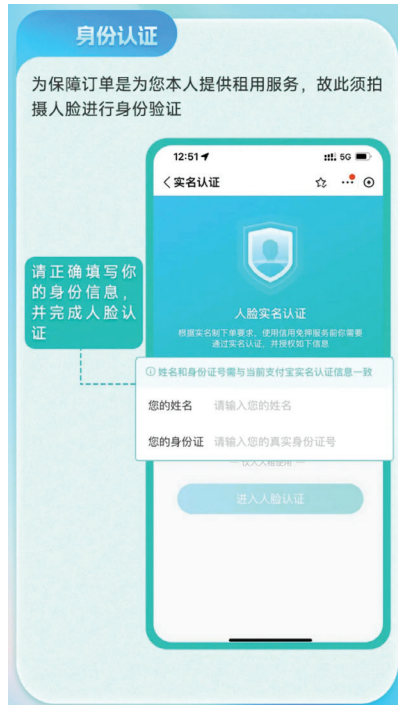 身份认证
为保障订单是为您本人提供租用服务，故此须拍
摄人脸进行身份验证
12:51
5G
实名认证
请正确填写你
的身份信息，
并完成人脸认
证
人脸实名认证
根据实名制下单要求，使用信用免押服务前你需要
通过实名认证，并授权如下信息
姓名和身份证号需与当前支付宝实名认证信息一致
您的姓名 请输入您的姓名
您的身份证 请输入您的真实身份证号
进入人脸认证